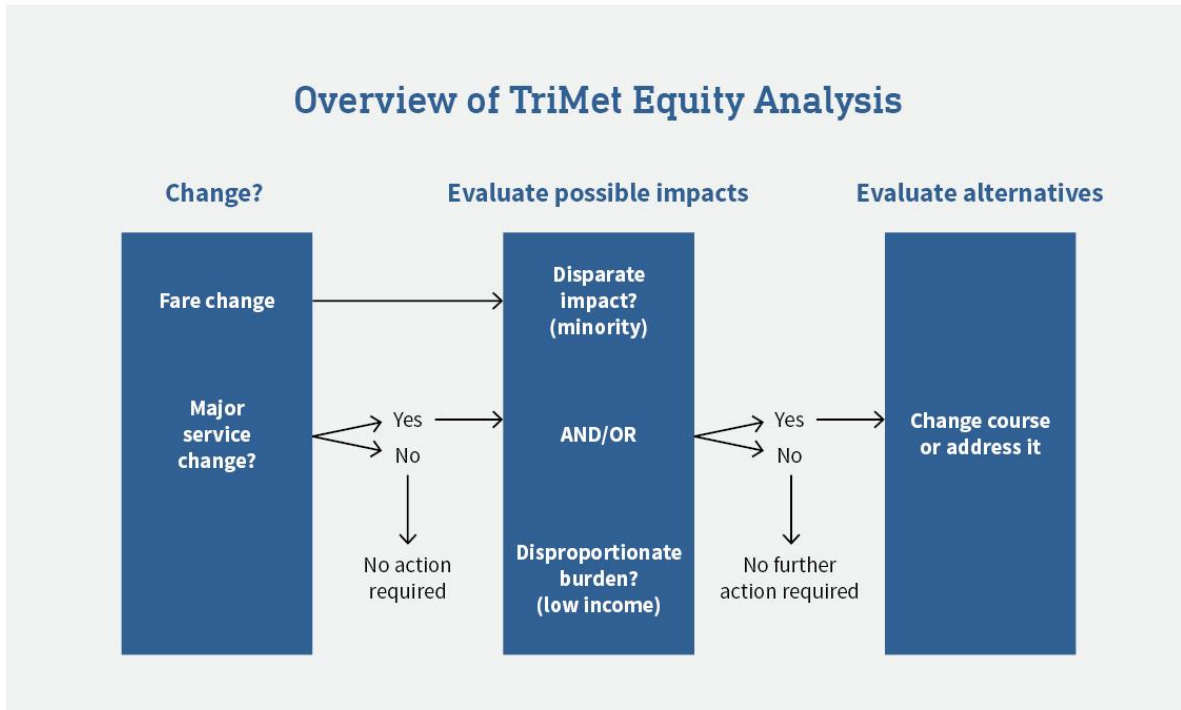 Overview of TriMet Equity Analysis
Change?
Evaluate possible impacts
Evaluate alternatives
Fare change
Major
service
change?
Yes
No
No action
required
Disparate
impact?
(minority)
AND/OR
Disproportionate
burden?
(low income)
Yes
No
No further
action required
Change course
or address it